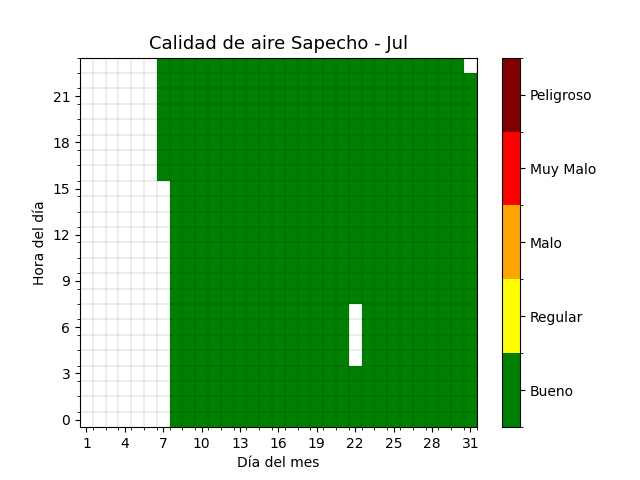 Calidad de aire Sapecho - Jul
Hora del día
21
18
15
12
9
6
3
0
1 4 7 10 13 16 19 22 25 28 31
Día del mes
Peligroso
Muy Malo
Malo
Regular
Bueno